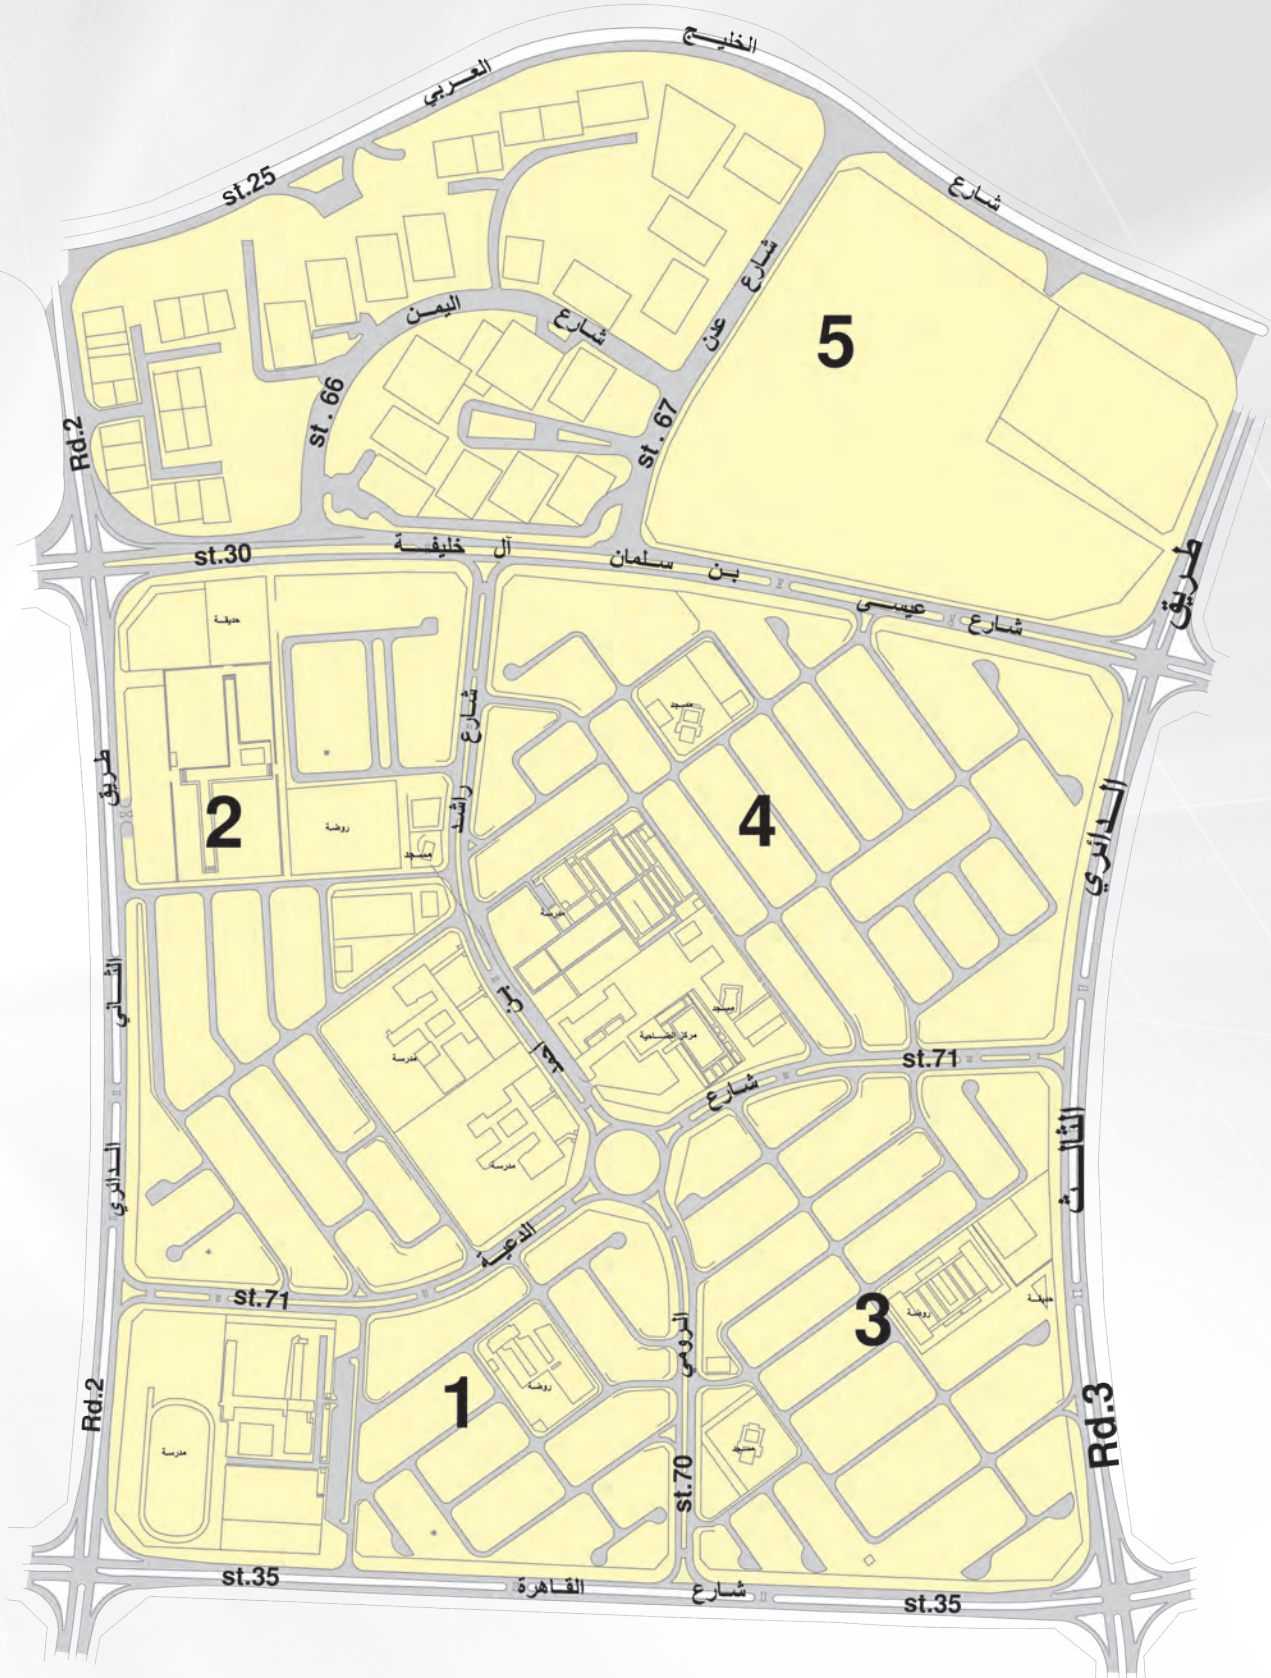 الخليج
العربي
st.25
شارع
شارع
عدن
اليمن
شارع
5
st . 66
st . 67
Rd.2
طريق
st.30
آل خليفة
بن سلمان
عيسى
شارع
حديقة
مسجد
شارع
راشد
طريق
2
روضة
مسجد
4
الدائري
مدرسة
بن
احمد
الثاني
مسجد
مركز الضاحية
مدرسة
st.71
شارع
الثالث
الدائري
مدرسة
الدعية
st.71
حديقة
روضة
3
الرومي
روضة
1
Rd.2
Rd.3
مدرسة
مسجد
st.70
st.35
القاهرة
شارع
st.35